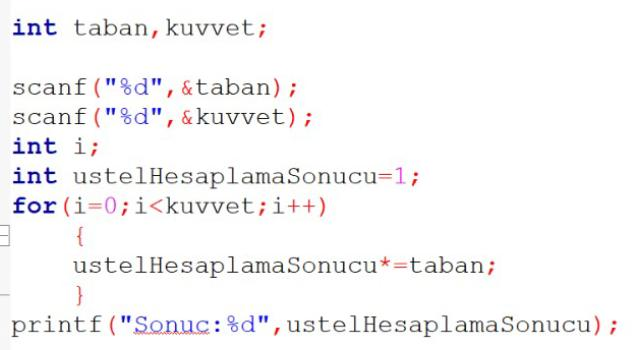 int taban,kuvvet;
scanf("%d",&taban);
scanf("%d",&kuvvet);
int i;
int ustelHesaplamaSonucu=1;
for(i=0;i<kuvvet;i++)
{
ustelHesaplamaSonucu*=taban;
}
printf("Sonuc:%d",ustelHesaplamaSonucu);